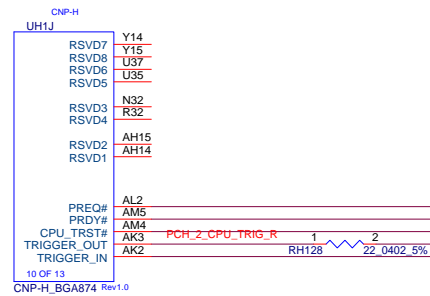 CNP-H
UH1J
RSVD7 Y14
RSVD8 Y15
RSVD6 U37
RSVD5 U35
RSVD3 N32
RSVD4 R32
RSVD2 AH15
RSVD1 AH14
PREQ# AL2
PRDY# AM5
CPU_TRST# AM4
TRIGGER_OUT AK3 PCH_2_CPU_TRIG_R 1 2
TRIGGER_IN AK2 RH128 22_0402_5%
10 OF 13
CNP-H_BGA874 Rev1.0